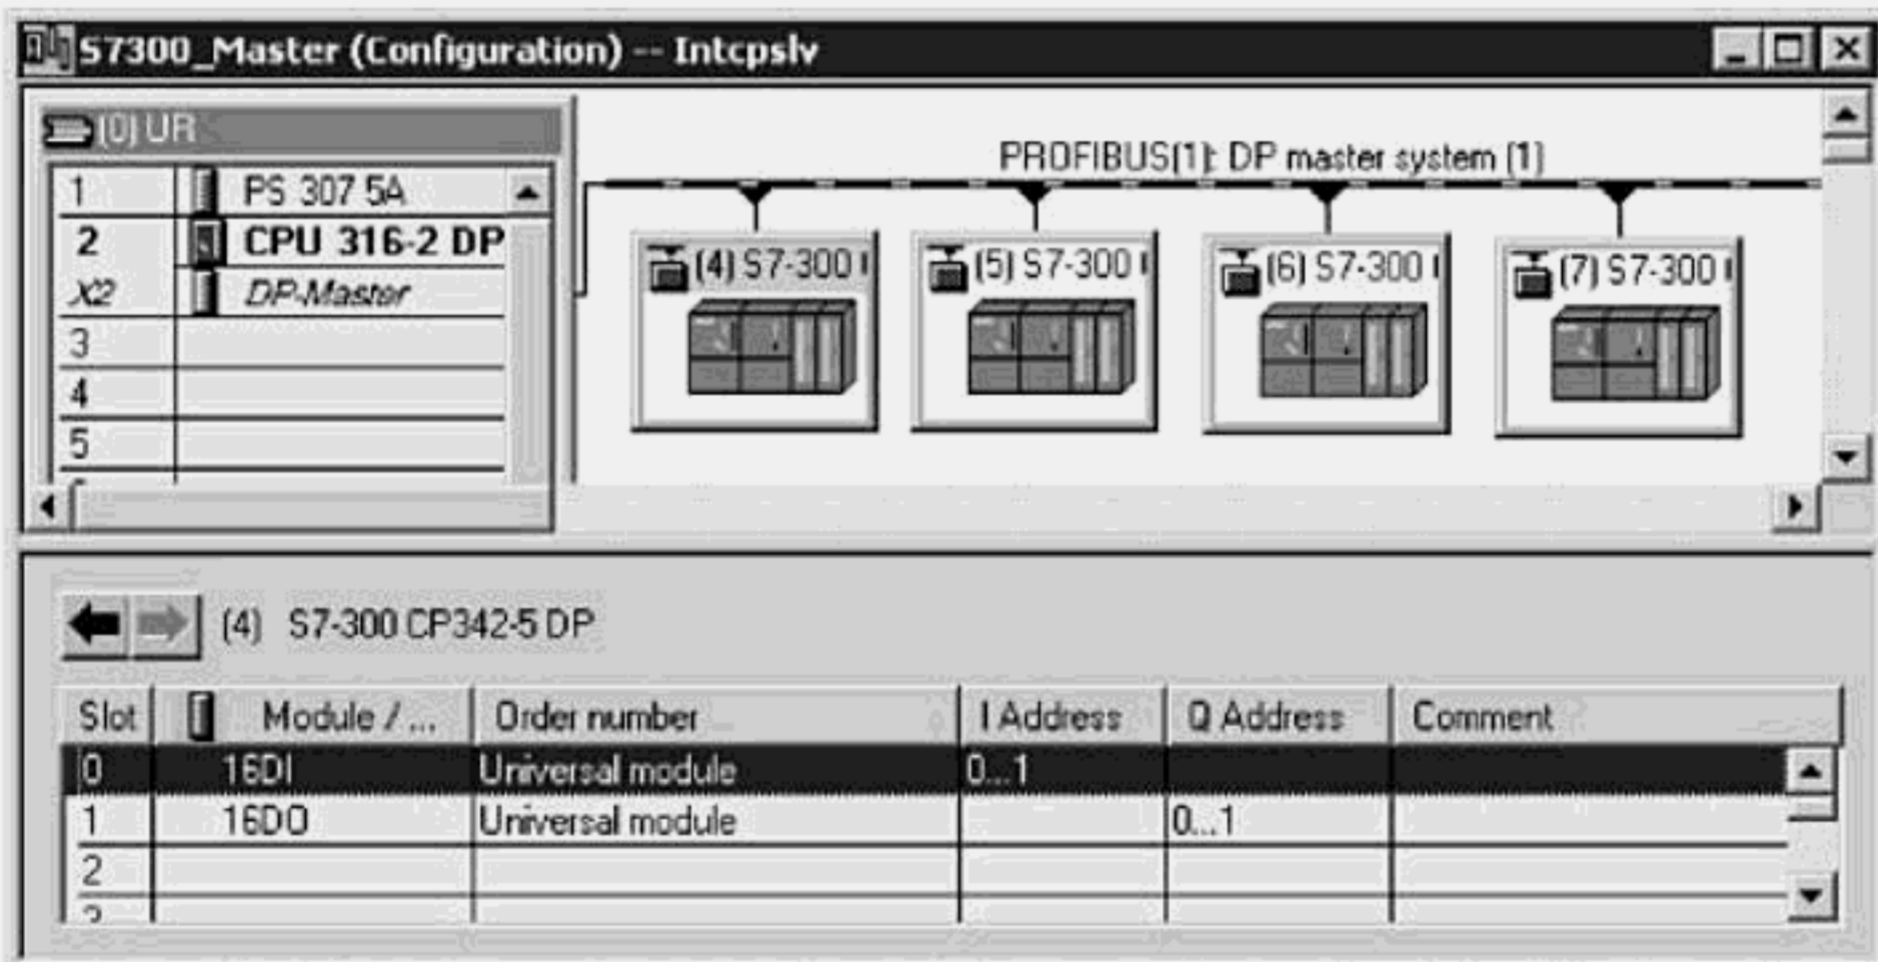 S7300_Master (Configuration) -- Intcpslv
(0) UR
1 PS 307 5A
2 CPU 316-2 DP
X2 DP-Master
3
4
5
PROFIBUS(1): DP master system (1)
(4) S7-300
(5) S7-300
(6) S7-300
(7) S7-300
(4) S7-300 CP342-5 DP
Slot Module / ... Order number I Address Q Address Comment
0 16DI Universal module 0...1
1 16DO Universal module 0...1
2